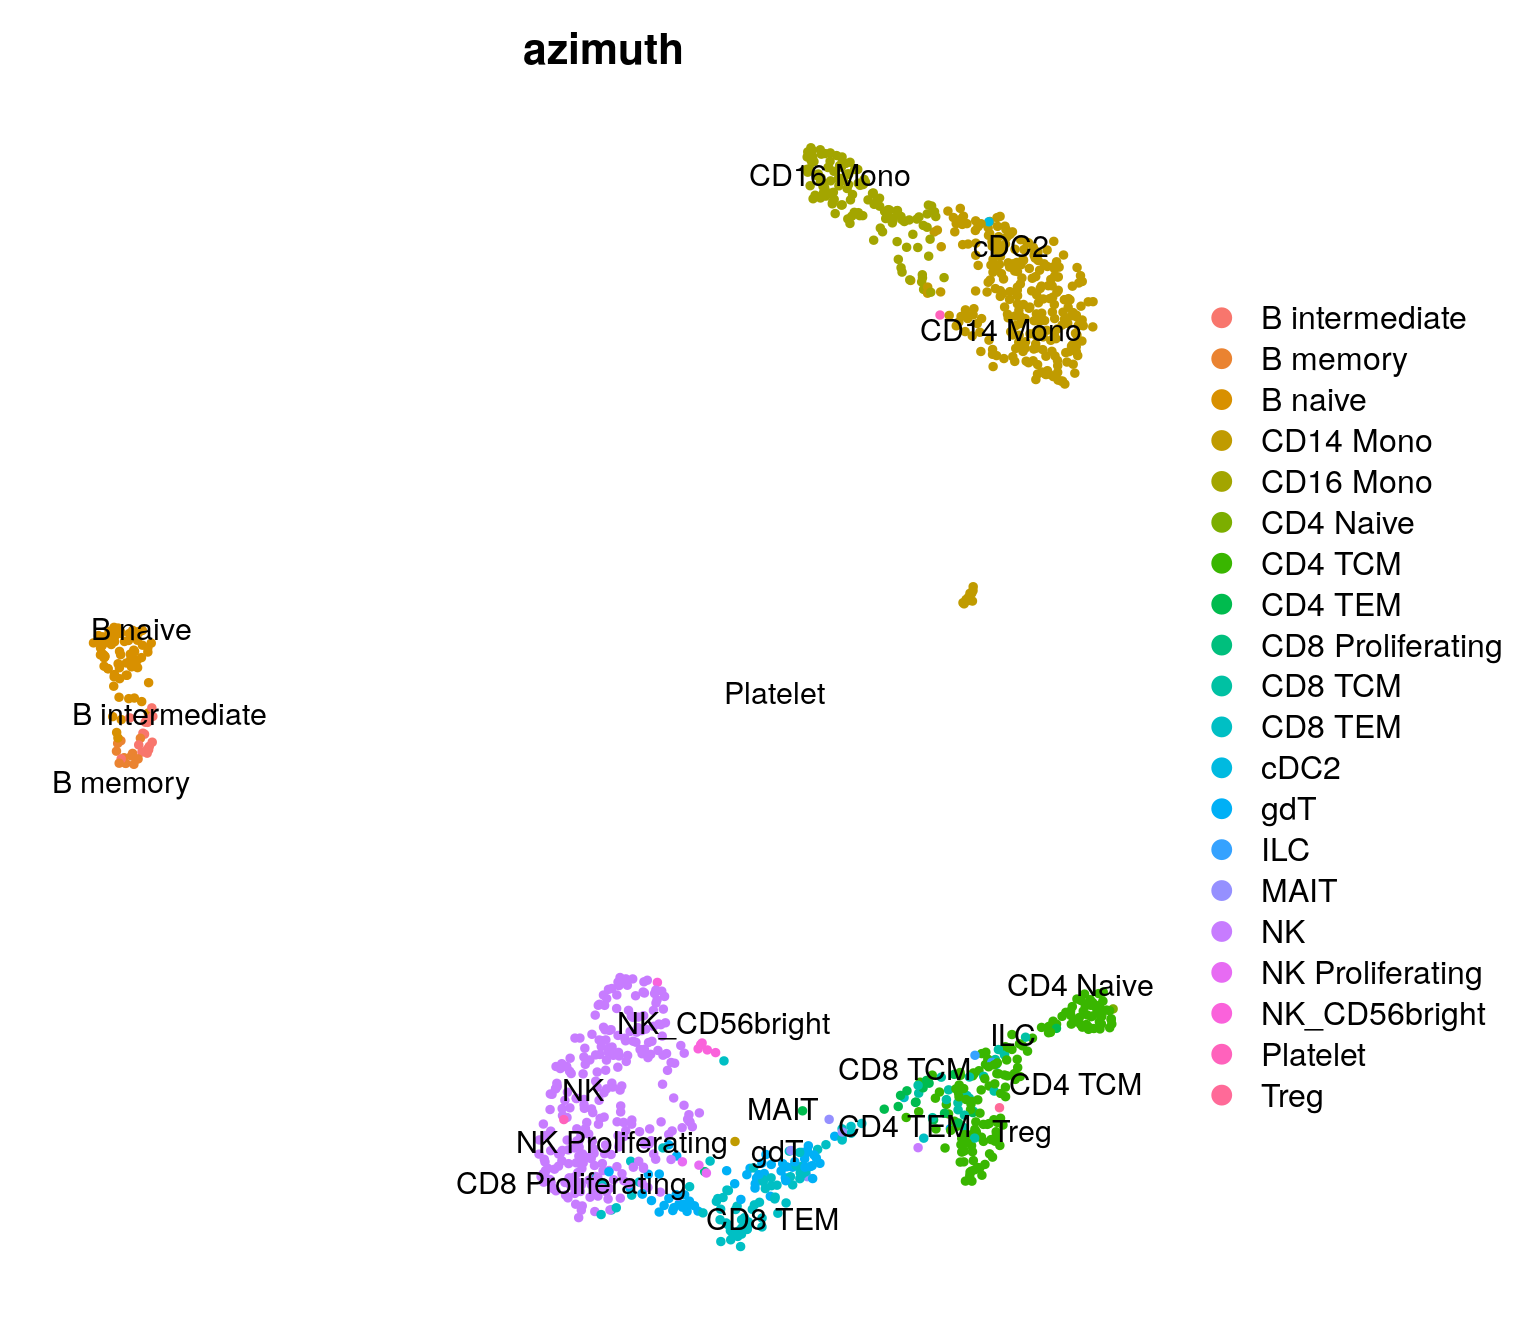 azimuth
CD16 Mono
cDC2
CD14 Mono
B naive
B intermediate
B memory
Platelet
CD4 Naive
NK_CD56bright
ILC
CD8 TCM
CD4 TCM
NK
MAIT
CD4 TEM
Treg
NK Proliferating
gdT
CD8 Proliferating
CD8 TEM
B intermediate
B memory
B naive
CD14 Mono
CD16 Mono
CD4 Naive
CD4 TCM
CD4 TEM
CD8 Proliferating
CD8 TCM
CD8 TEM
cDC2
gdT
ILC
MAIT
NK
NK Proliferating
NK_CD56bright
Platelet
Treg